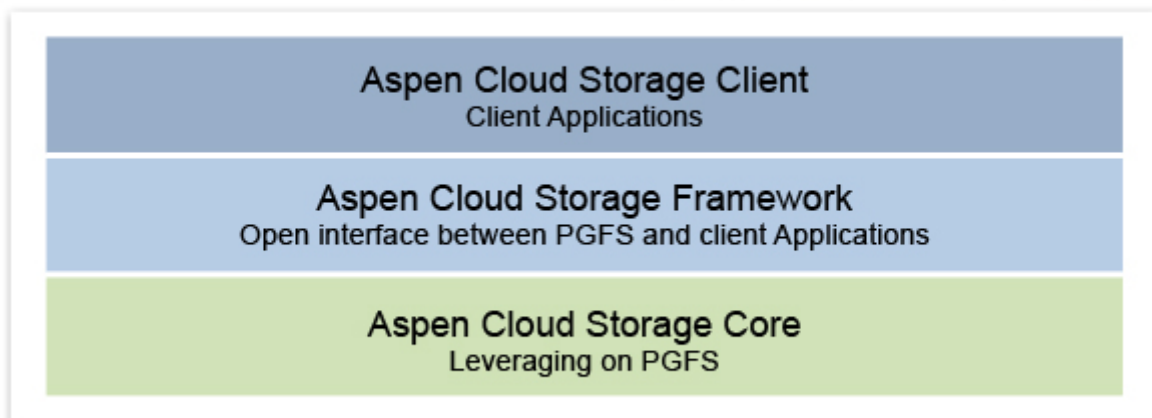 Aspen Cloud Storage Client
Client Applications
Aspen Cloud Storage Framework
Open interface between PGFS and client Applications
Aspen Cloud Storage Core
Leveraging on PGFS